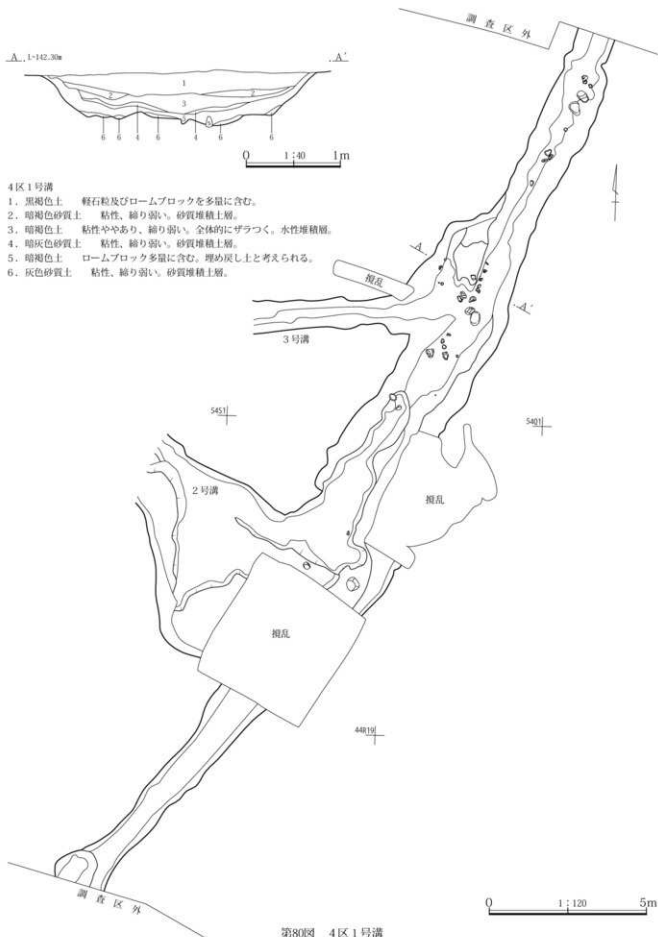 調査区外
A L=142.30m A'
1
2 2
3
6 6 4 6 5 4 6 6
0 1:40 1m
4区1号溝
1. 黒褐色土 軽石粒及びロームブロックを多量に含む。
2. 暗褐色砂質土 粘性、締り弱い。砂質堆積土層。
3. 暗褐色土 粘性ややあり、締り弱い。全体的にザラつく。水性堆積層。
4. 暗灰色砂質土 粘性、締り弱い。砂質堆積土層。
5. 暗褐色土 ロームブロック多量に含む。埋め戻し土と考えられる。
6. 灰色砂質土 粘性、締り弱い。砂質堆積土層。
A
撹乱
A'
3号溝
5451
5401
2号溝
撹乱
撹乱
調査区外
0 1:120 5m
第80図 4区1号溝